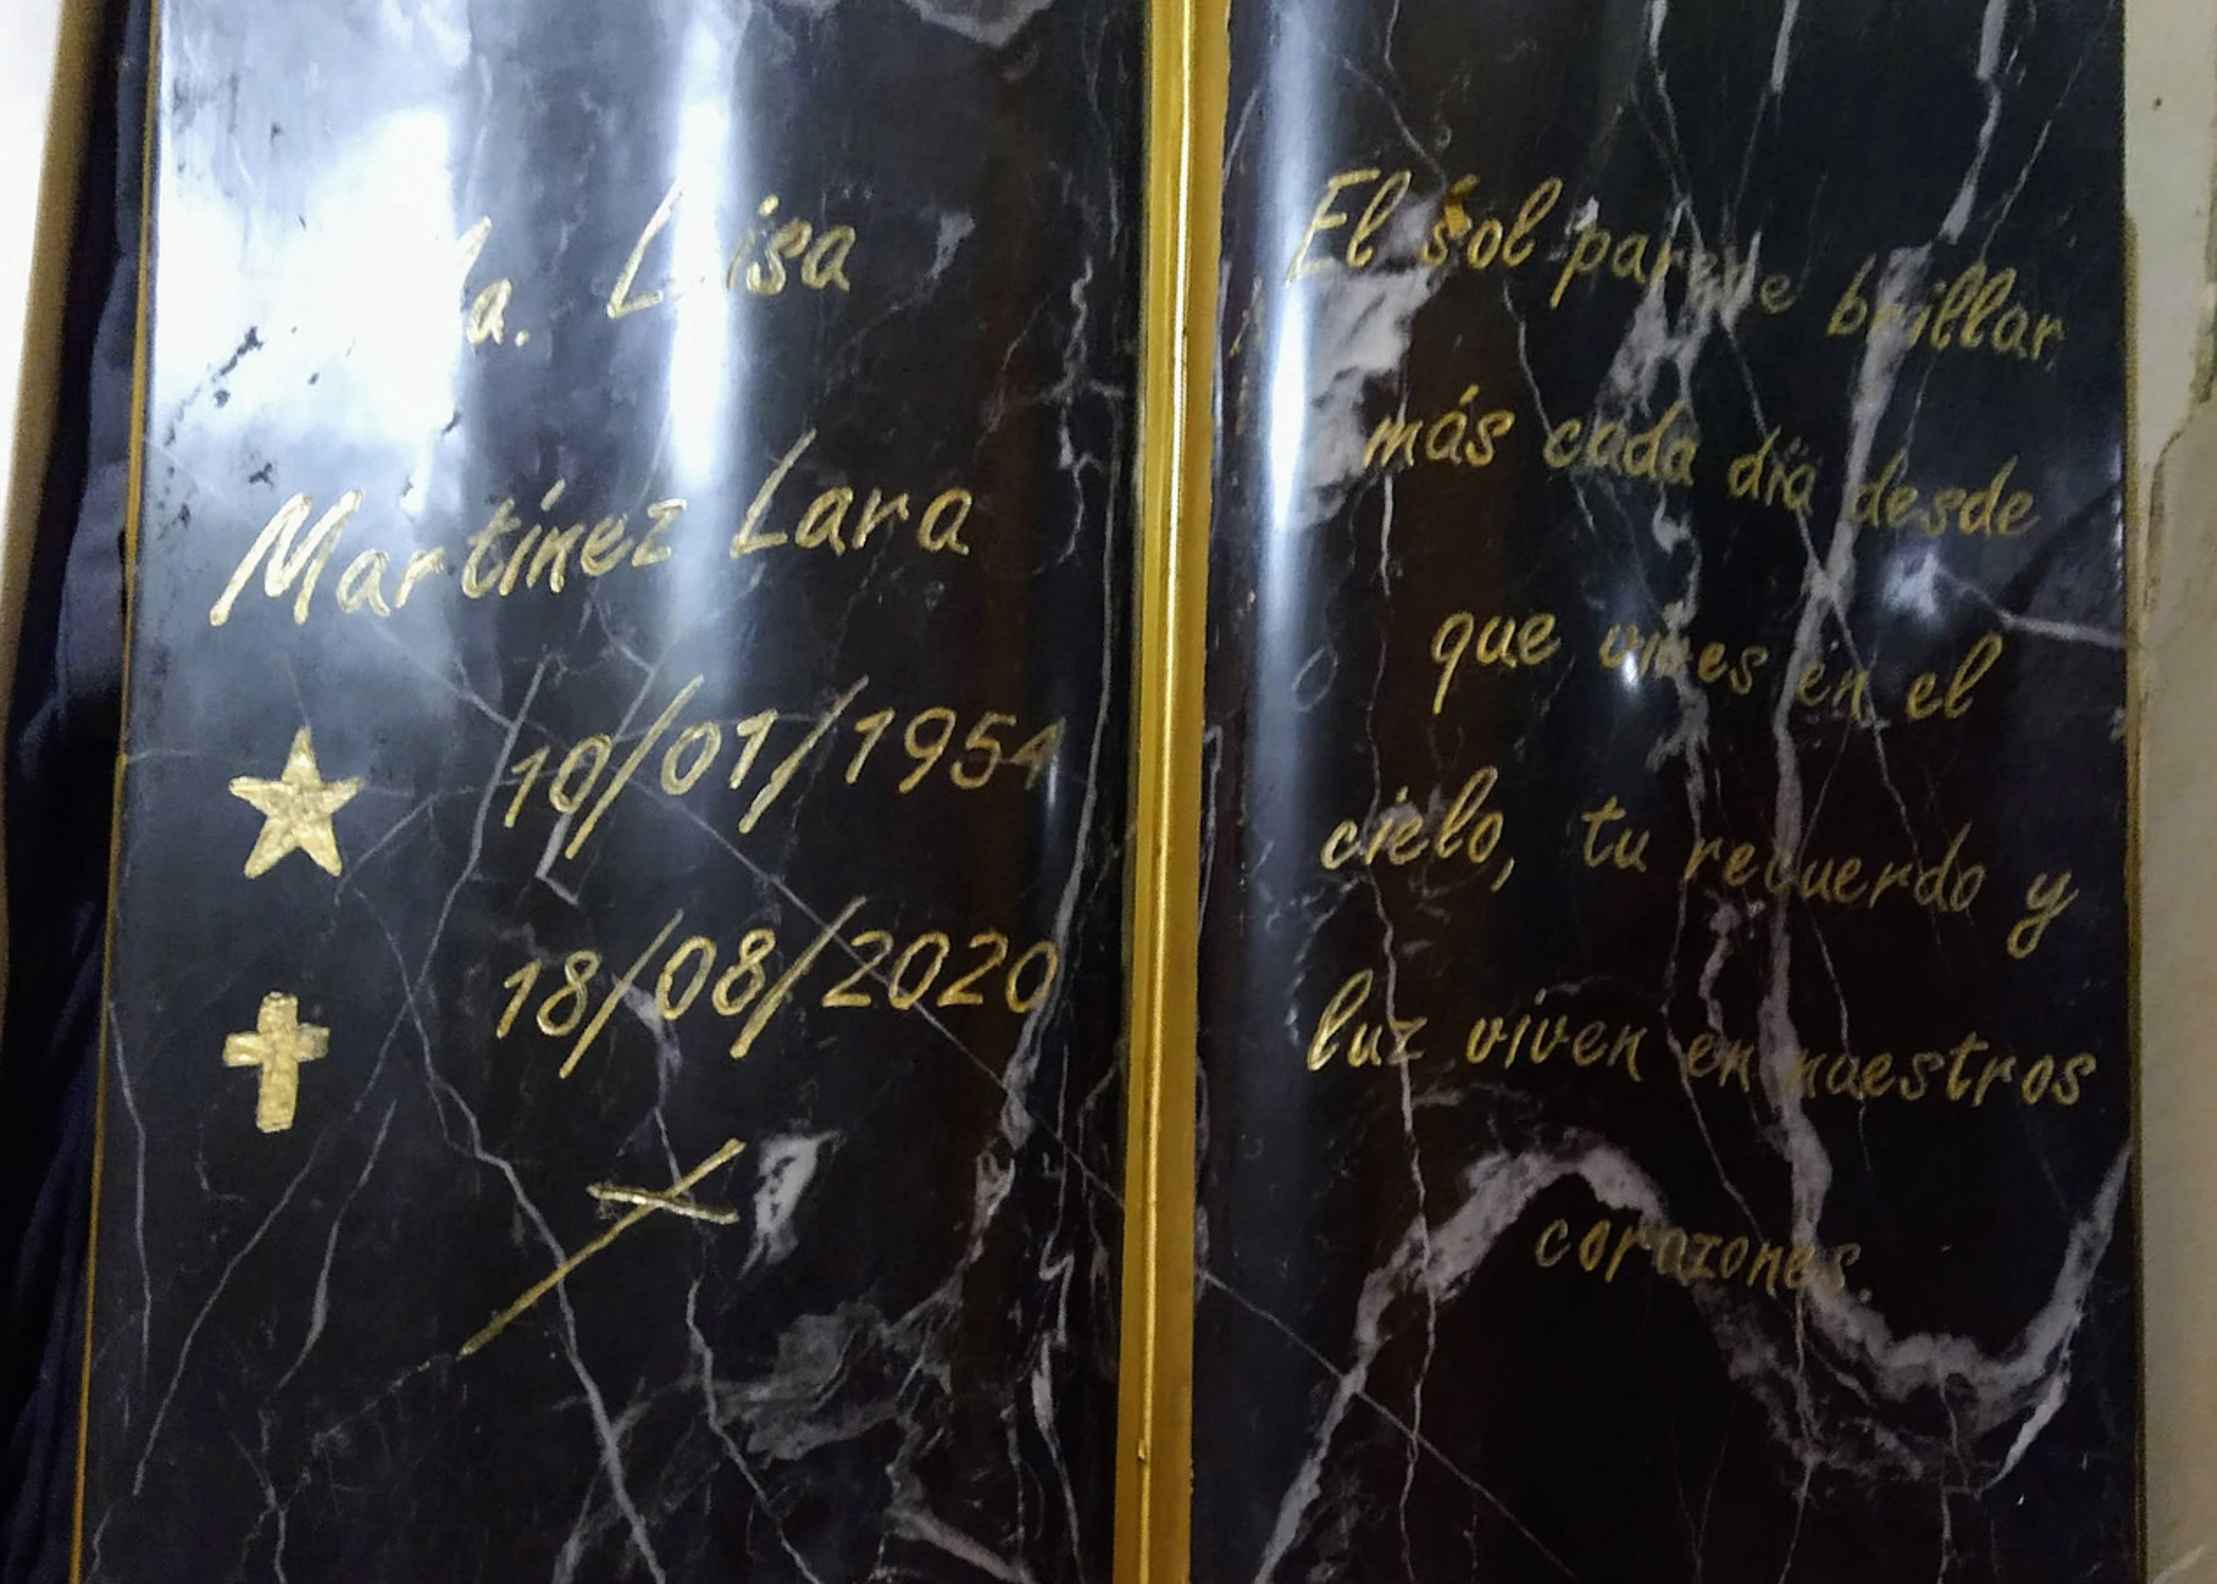 Ma. Luisa
Martínez Lara
10/01/1954
18/08/2020
El sol parece brillar
más cada día desde
que vives en el
cielo, tu recuerdo y
luz viven en nuestros
corazones.